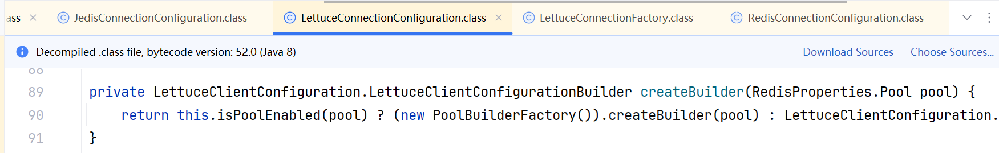 ass JedisConnectionConfiguration.class LettuceConnectionConfiguration.class LettuceConnectionFactory.class RedisConnectionConfiguration.class
Decompiled .class file, bytecode version: 52.0 (Java 8) Download Sources Choose Sources...
88
89 private LettuceClientConfiguration.LettuceClientConfigurationBuilder createBuilder(RedisProperties.Pool pool) {
90 return this.isPoolEnabled(pool) ? (new PoolBuilderFactory()).createBuilder(pool) : LettuceClientConfiguration.
91 }